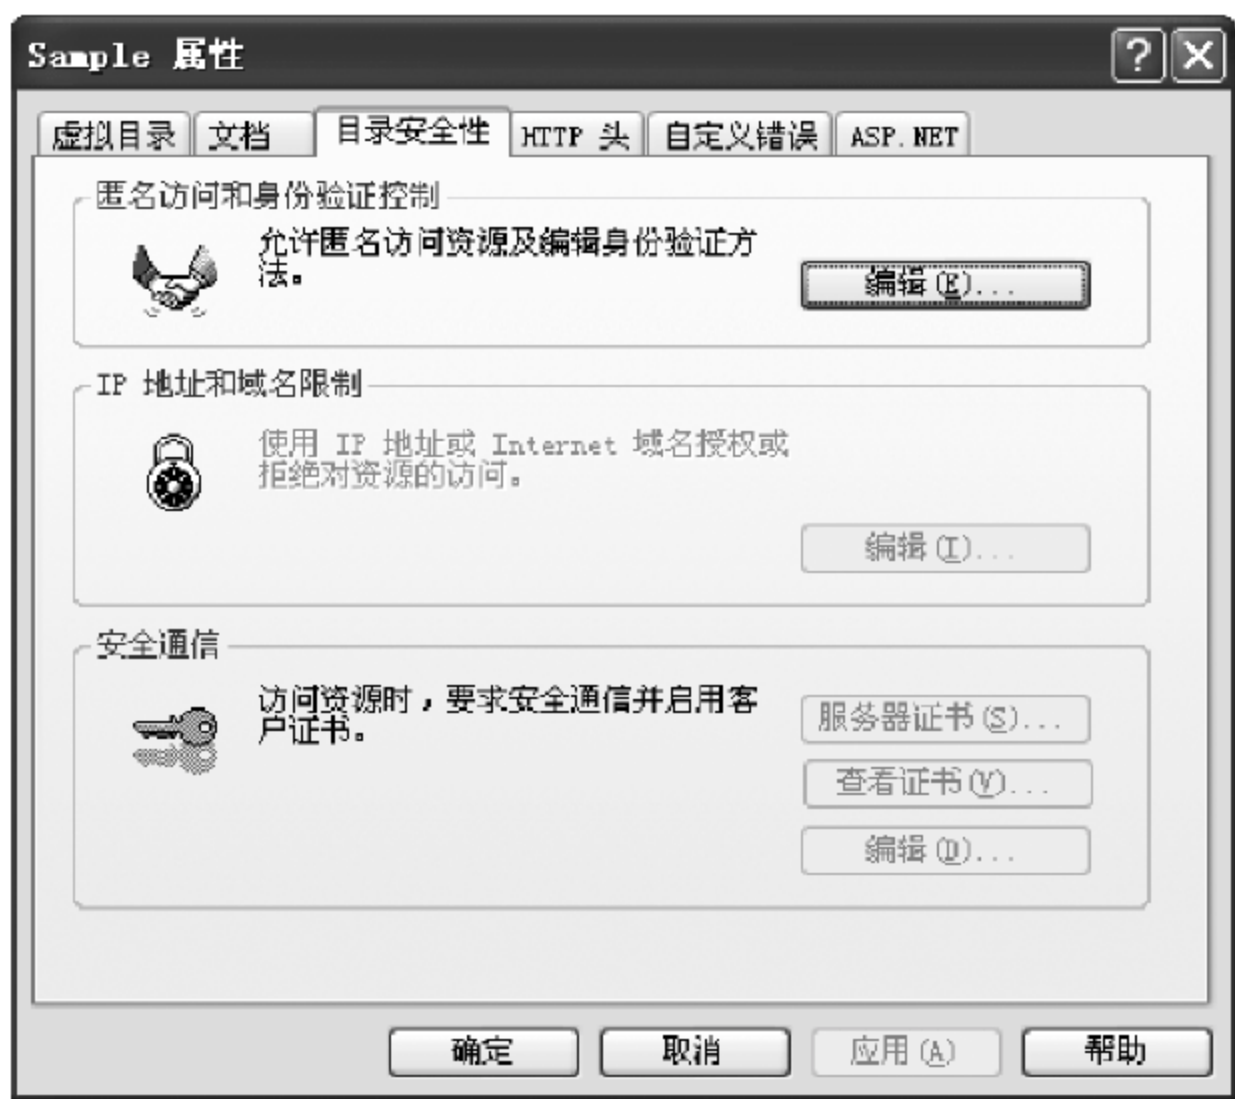 Sample 属性
虚拟目录 文档 目录安全性 HTTP 头 自定义错误 ASP.NET
匿名访问和身份验证控制
允许匿名访问资源及编辑身份验证方
法。
编辑(E)...
IP 地址和域名限制
使用 IP 地址或 Internet 域名授权或
拒绝对资源的访问。
编辑(I)...
安全通信
访问资源时，要求安全通信并启用客
户证书。
服务器证书(S)...
查看证书(V)...
编辑(D)...
确定 取消 应用(A) 帮助